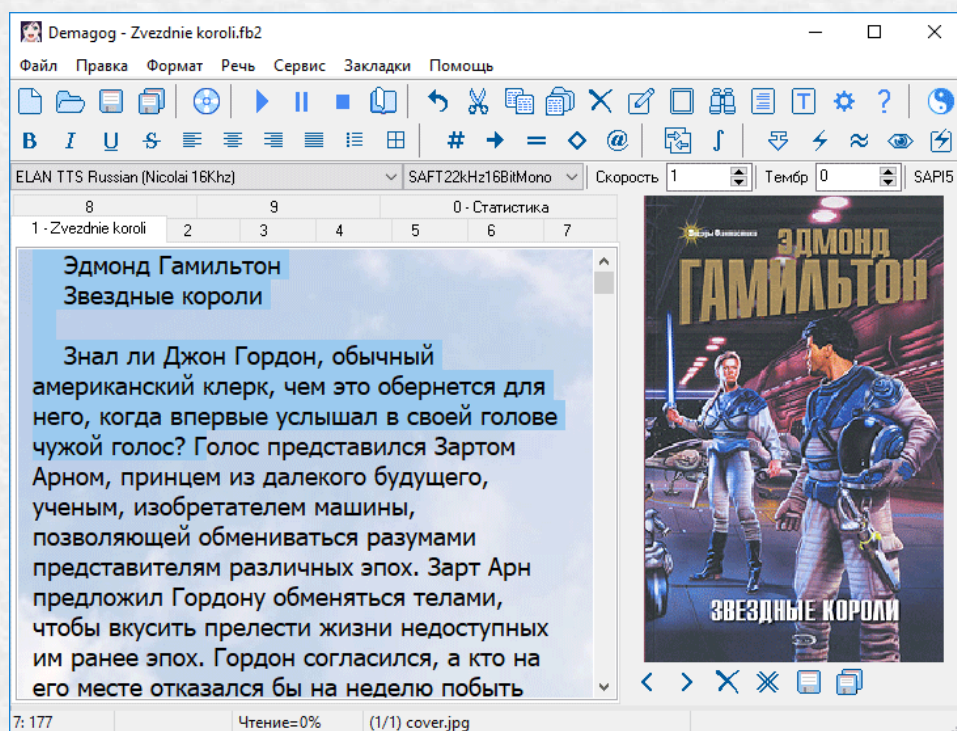 Demagog - Zvezdnie koroli.fb2
Файл Правка Формат Речь Сервис Закладки Помощь
ELAN TTS Russian (Nicolai 16Khz) SAFT22kHz16BitMono Скорость 1 Тембр 0 SAPI5
8 9 0 - Статистика
1 - Zvezdnie koroli 2 3 4 5 6 7
Эдмонд Гамильтон
Звездные короли
Знал ли Джон Гордон, обычный
американский клерк, чем это обернется для
него, когда впервые услышал в своей голове
чужой голос? Голос представился Зартом
Арном, принцем из далекого будущего,
ученым, изобретателем машины,
позволяющей обмениваться разумами
представителям различных эпох. Зарт Арн
предложил Гордону обменяться телами,
чтобы вкусить прелести жизни недоступных
им ранее эпох. Гордон согласился, а кто на
его месте отказался бы на неделю побыть
ЭДМОНД
ГАМИЛЬТОН
ЗВЕЗДНЫЕ КОРОЛИ
7: 177 Чтение=0% (1/1) cover.jpg